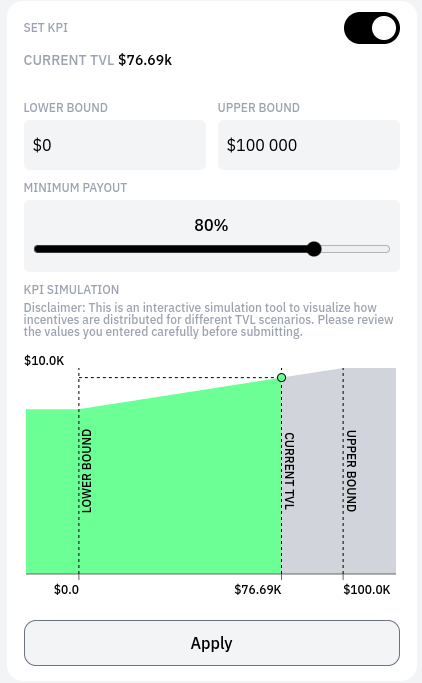 SET KPI
CURRENT TVL $76.69k
LOWER BOUND UPPER BOUND
$0 $100 000
MINIMUM PAYOUT
80%
KPI SIMULATION
Disclaimer: This is an interactive simulation tool to visualize how
incentives are distributed for different TVL scenarios. Please review
the values you entered carefully before submitting.
$10.0K
LOWER BOUND
CURRENT TVL
UPPER BOUND
$0.0 $76.69K $100.0K
Apply